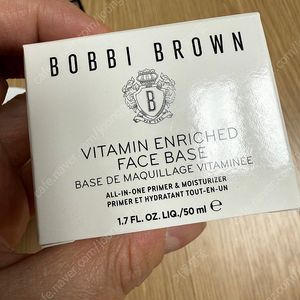 BOBBI BROWN
B
VITAMIN ENRICHED
FACE BASE
BASE DE MAQUILLAGE VITAMINÉE
ALL-IN-ONE PRIMER & MOISTURIZER
PRIMER ET HYDRATANT TOUT-EN-UN
1.7 FL. OZ. LIQ./50 ml ℮